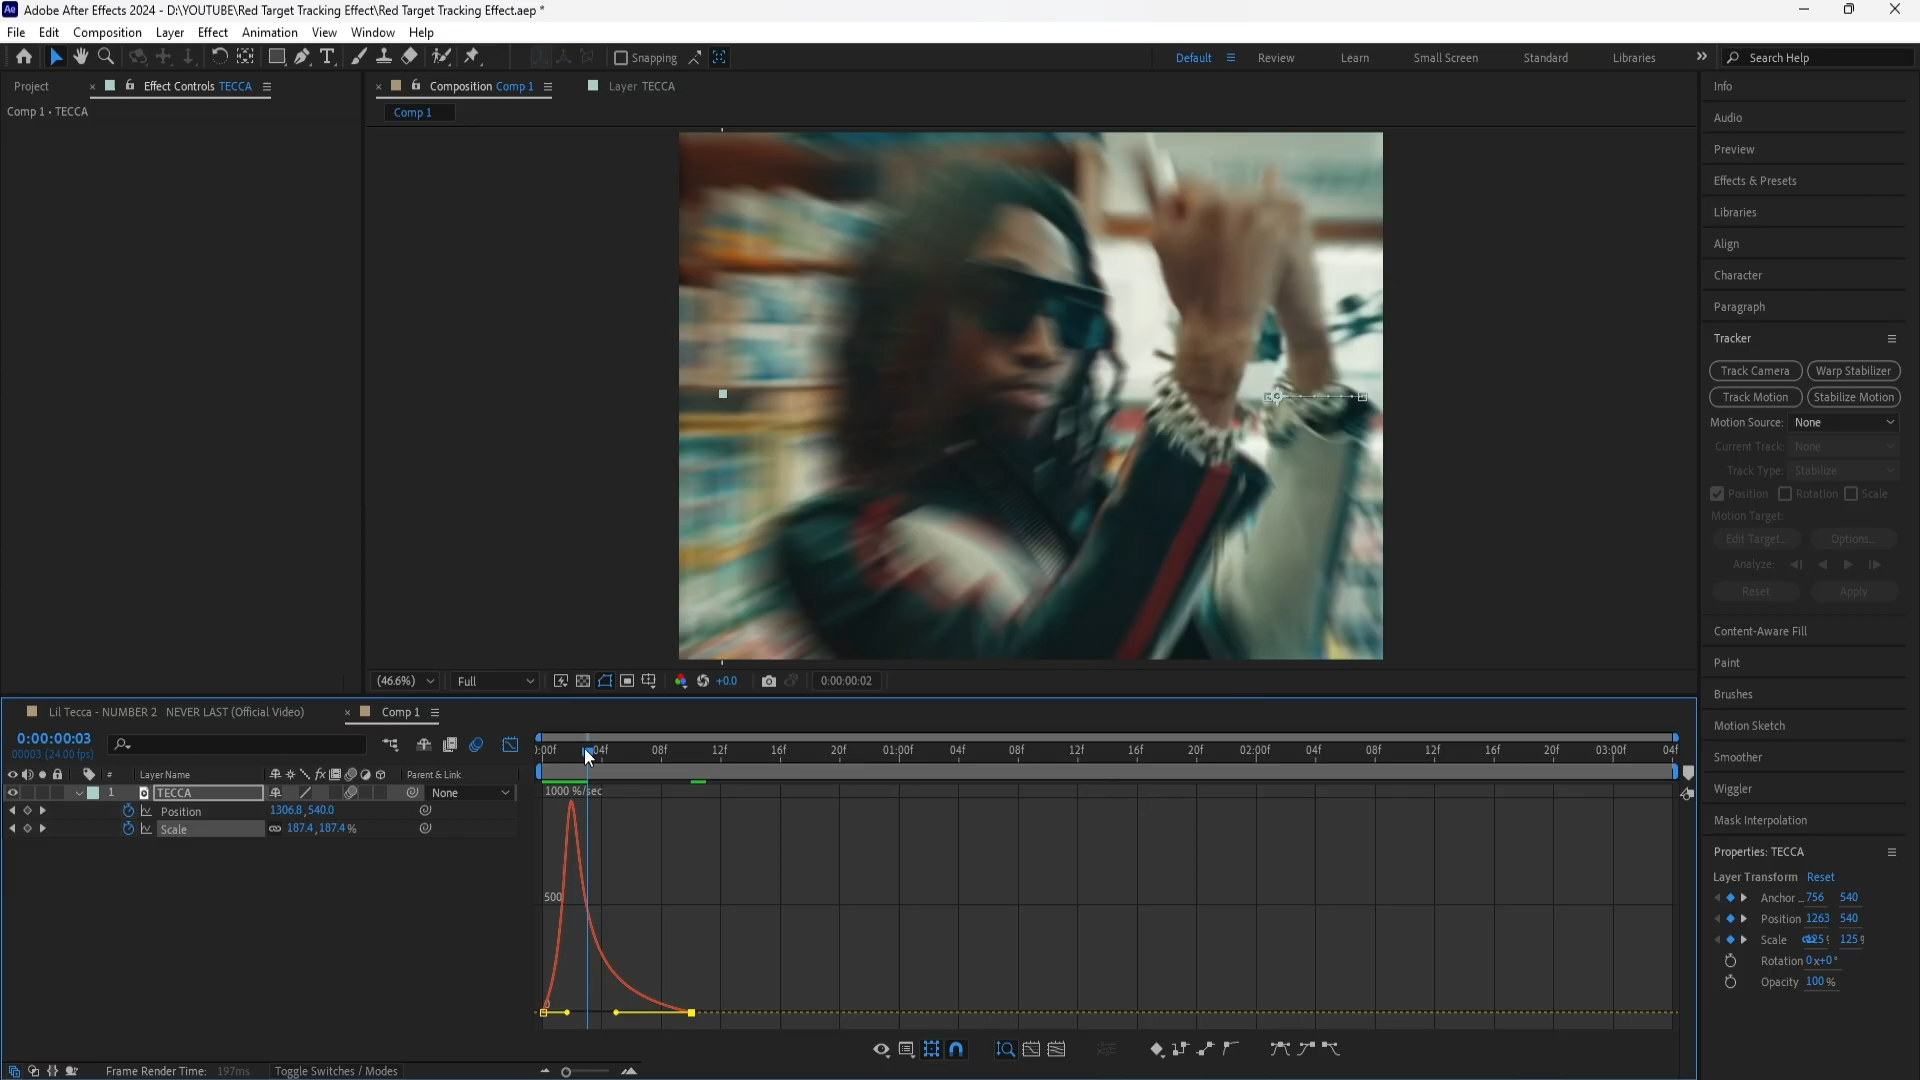 Adobe After Effects 2024 - D:\YOUTUBE\Red Target Tracking Effect\Red Target Tracking Effect.aep *
File Edit Composition Layer Effect Animation View Window Help
Snapping Default Review Learn Small Screen Standard Libraries Search Help
Project Effect Controls TECCA Composition Comp 1 Layer TECCA Info
Comp 1 • TECCA Comp 1
Audio
Preview
Effects & Presets
Libraries
Align
Character
Paragraph
Tracker
Track Camera Warp Stabilizer
Track Motion Stabilize Motion
Motion Source: None
Current Track: None
Track Type: Stabilize
Position Rotation Scale
Motion Target:
Edit Target... Options...
Analyze:
Reset Apply
Content-Aware Fill
Paint
Brushes
Motion Sketch
Smoother
Wiggler
Mask Interpolation
Properties: TECCA
Layer Transform Reset
Anchor ... 756 540
Position 1263 540
Scale 125% 125%
Rotation 0x+0°
Opacity 100 %
(46.6%) Full +0.0 0:00:00:02
Lil Tecca - NUMBER 2 NEVER LAST (Official Video) Comp 1
0:00:00:03
00003 (24.00 fps)
):00f 04f 08f 12f 16f 20f 01:00f 04f 08f 12f 16f 20f 02:00f 04f 08f 12f 16f 20f 03:00f 04f
# Layer Name fx Parent & Link
1 TECCA None
Position 1306.8,540.0
Scale 187.4,187.4 %
1000 %/sec
500
0
Frame Render Time: 197ms Toggle Switches / Modes